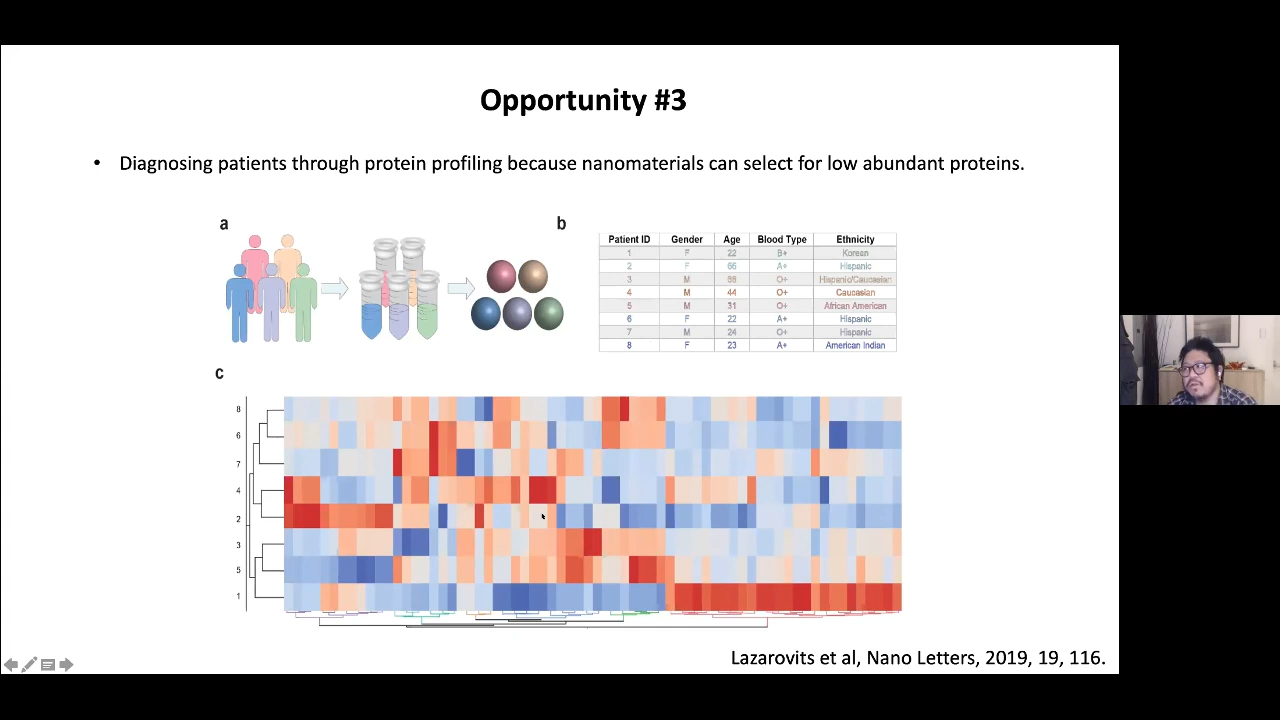 Opportunity #3
• Diagnosing patients through protein profiling because nanomaterials can select for low abundant proteins.
a
b
Patient ID Gender Age Blood Type Ethnicity
1 F 22 B+ Korean
2 F 66 A+ Hispanic
3 M 58 O+ Hispanic/Caucasian
4 M 44 O+ Caucasian
5 M 31 O+ African American
6 F 22 A+ Hispanic
7 M 24 O+ Hispanic
8 F 23 A+ American Indian
c
8
6
7
4
2
3
5
1
Lazarovits et al, Nano Letters, 2019, 19, 116.